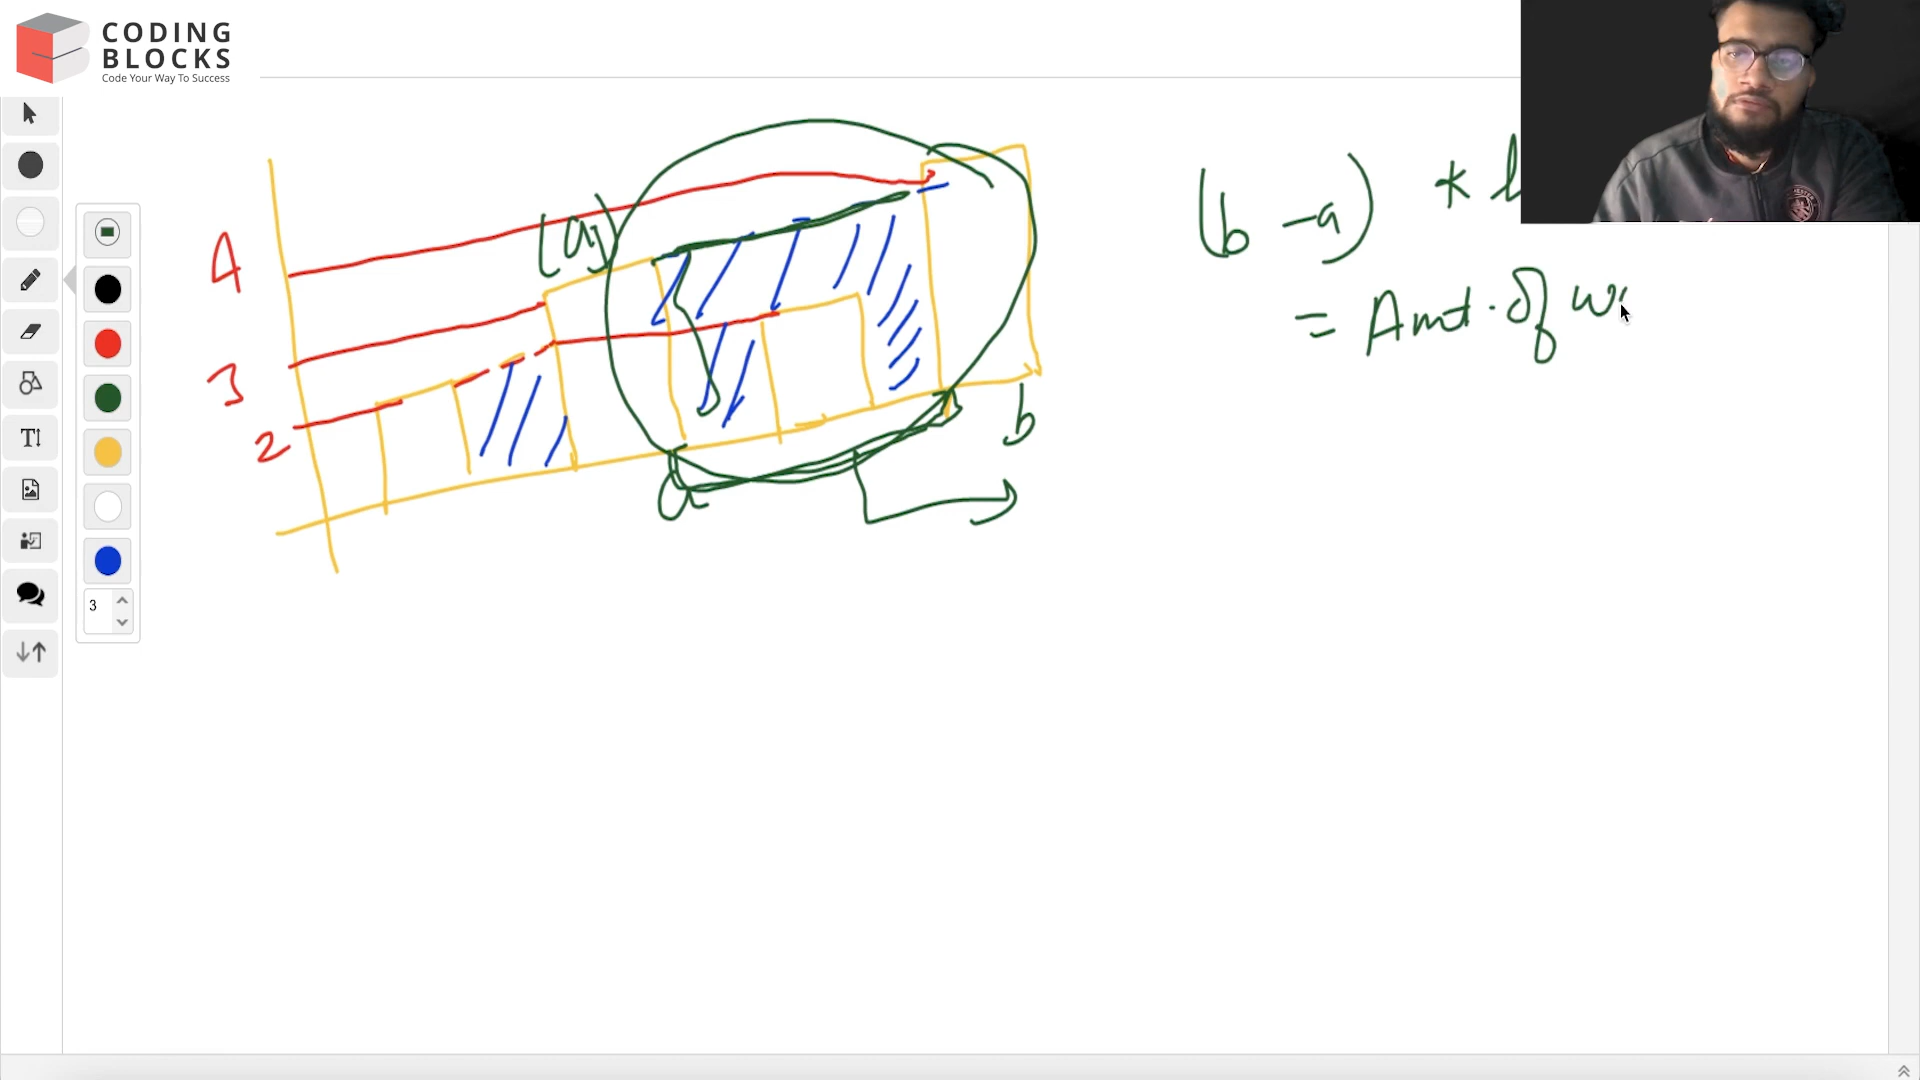 CODING
BLOCKS
Code Your Way To Success
4
3
2
(a)
a
b
(b - a) *
= Amt. of
3